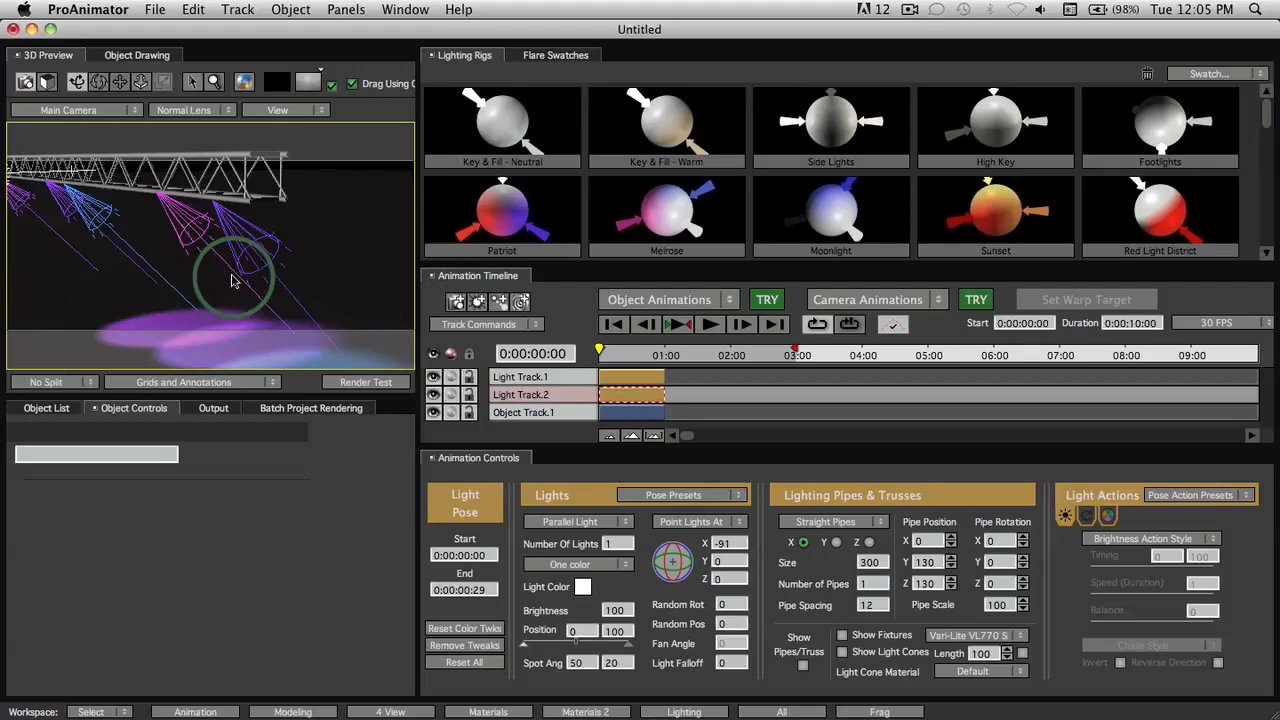 ProAnimator File Edit Track Object Panels Window Help 12 (98%) Tue 12:05 PM
Untitled
3D Preview Object Drawing
Drag Using C
Main Camera Normal Lens View
No Split Grids and Annotations Render Test
Object List Object Controls Output Batch Project Rendering
Lighting Rigs Flare Swatches
Swatch...
Key & Fill - Neutral Key & Fill - Warm Side Lights High Key Footlights
Patriot Melrose Moonlight Sunset Red Light District
Animation Timeline
Object Animations TRY Camera Animations TRY Set Warp Target
Track Commands Start 0:00:00:00 Duration 0:00:10:00 30 FPS
0:00:00:00 01:00 02:00 03:00 04:00 05:00 06:00 07:00 08:00 09:00
Light Track.1
Light Track.2
Object Track.1
Animation Controls
Light Pose
Start
0:00:00:00
End
0:00:00:29
Reset Color Twks
Remove Tweaks
Reset All
Lights Pose Presets
Parallel Light Point Lights At
Number Of Lights 1 X -91
One color Y 0
Light Color Z 0
Brightness 100 Random Rot 0
Position 0 100 Random Pos 0
Fan Angle 0
Spot Ang 50 20 Light Falloff 0
Lighting Pipes & Trusses
Straight Pipes Pipe Position Pipe Rotation
X Y Z X 0 X 0
Size 300 Y 130 Y 0
Number of Pipes 1 Z 130 Z 0
Pipe Spacing 12 Pipe Scale 100
Show Pipes/Truss
Show Fixtures Vari-Lite VL770 S
Show Light Cones Length 100
Light Cone Material Default
Light Actions Pose Action Presets
Brightness Action Style
Timing 0 100
Speed (Duration) 1
Balance 0
Chase Style
Invert Reverse Direction
Workspace: Select Animation Modeling 4 View Materials Materials 2 Lighting All Frag